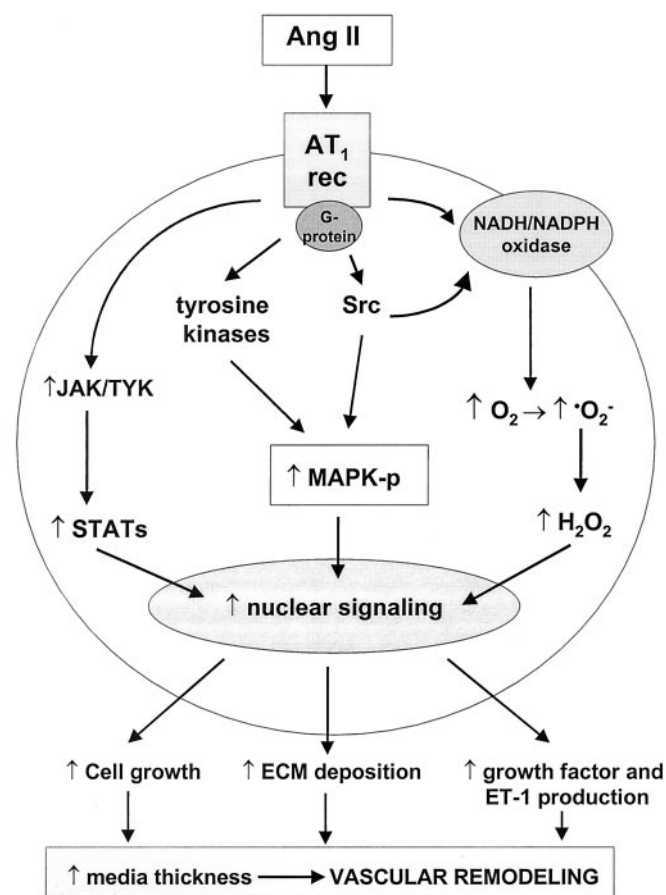 Ang II
AT₁
rec
G-
protein
NADH/NADPH
oxidase
tyrosine
kinases
Src
↑JAK/TYK
↑ O₂ → ↑ •O₂⁻
↑ MAPK-p
↑ STATs
↑ H₂O₂
↑ nuclear signaling
↑ Cell growth
↑ ECM deposition
↑ growth factor and
ET-1 production
↑ media thickness → VASCULAR REMODELING